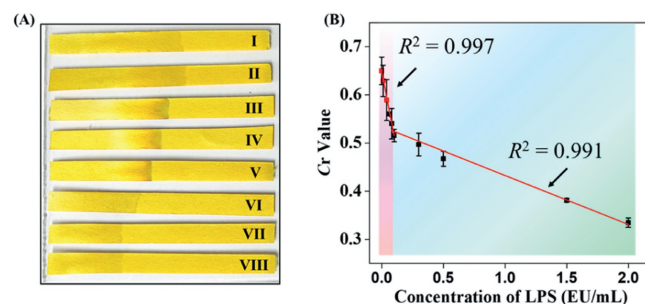 (A)
I
II
III
IV
V
VI
VII
VIII
(B)
0.7
0.6
0.5
0.4
0.3
Cr Value
R² = 0.997
R² = 0.991
0.0 0.5 1.0 1.5 2.0
Concentration of LPS (EU/mL)